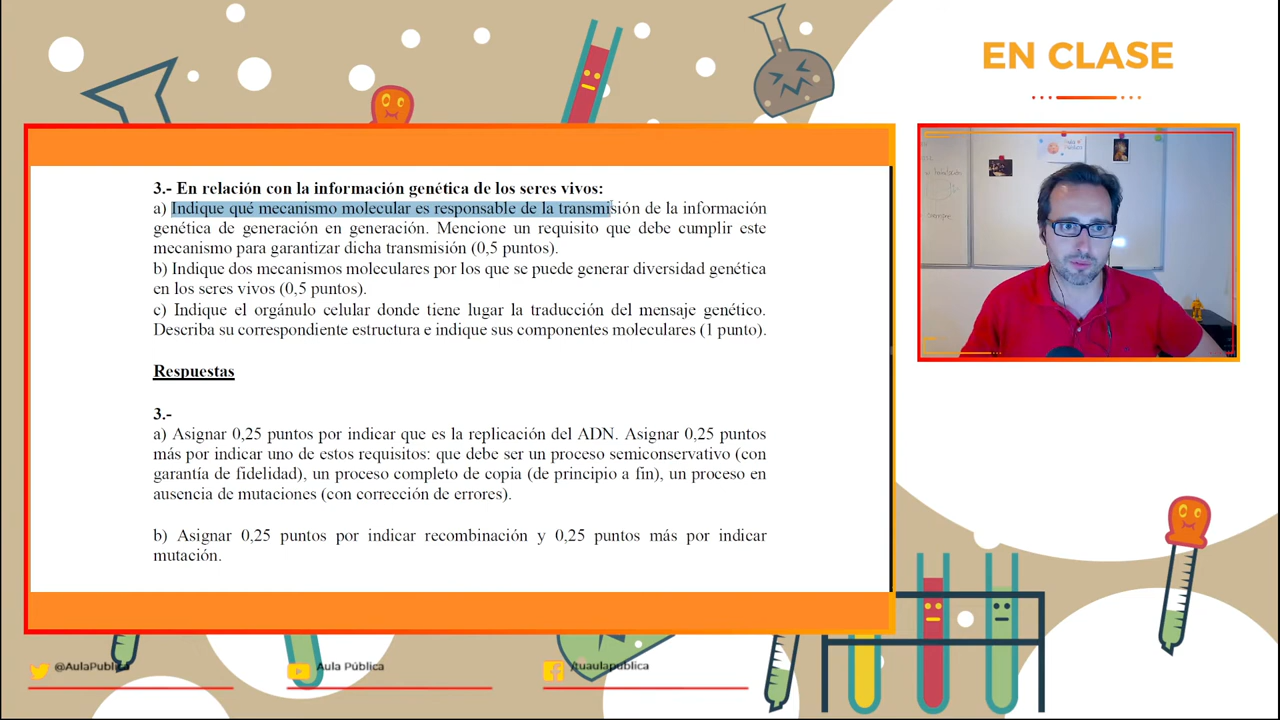 EN CLASE
3.- En relación con la información genética de los seres vivos:
a) Indique qué mecanismo molecular es responsable de la transmisión de la información
genética de generación en generación. Mencione un requisito que debe cumplir este
mecanismo para garantizar dicha transmisión (0,5 puntos).
b) Indique dos mecanismos moleculares por los que se puede generar diversidad genética
en los seres vivos (0,5 puntos).
c) Indique el orgánulo celular donde tiene lugar la traducción del mensaje genético.
Describa su correspondiente estructura e indique sus componentes moleculares (1 punto).
Respuestas
3.-
a) Asignar 0,25 puntos por indicar que es la replicación del ADN. Asignar 0,25 puntos
más por indicar uno de estos requisitos: que debe ser un proceso semiconservativo (con
garantía de fidelidad), un proceso completo de copia (de principio a fin), un proceso en
ausencia de mutaciones (con corrección de errores).
b) Asignar 0,25 puntos por indicar recombinación y 0,25 puntos más por indicar
mutación.
@AulaPublica
Aula Pública
/tuaulapublica